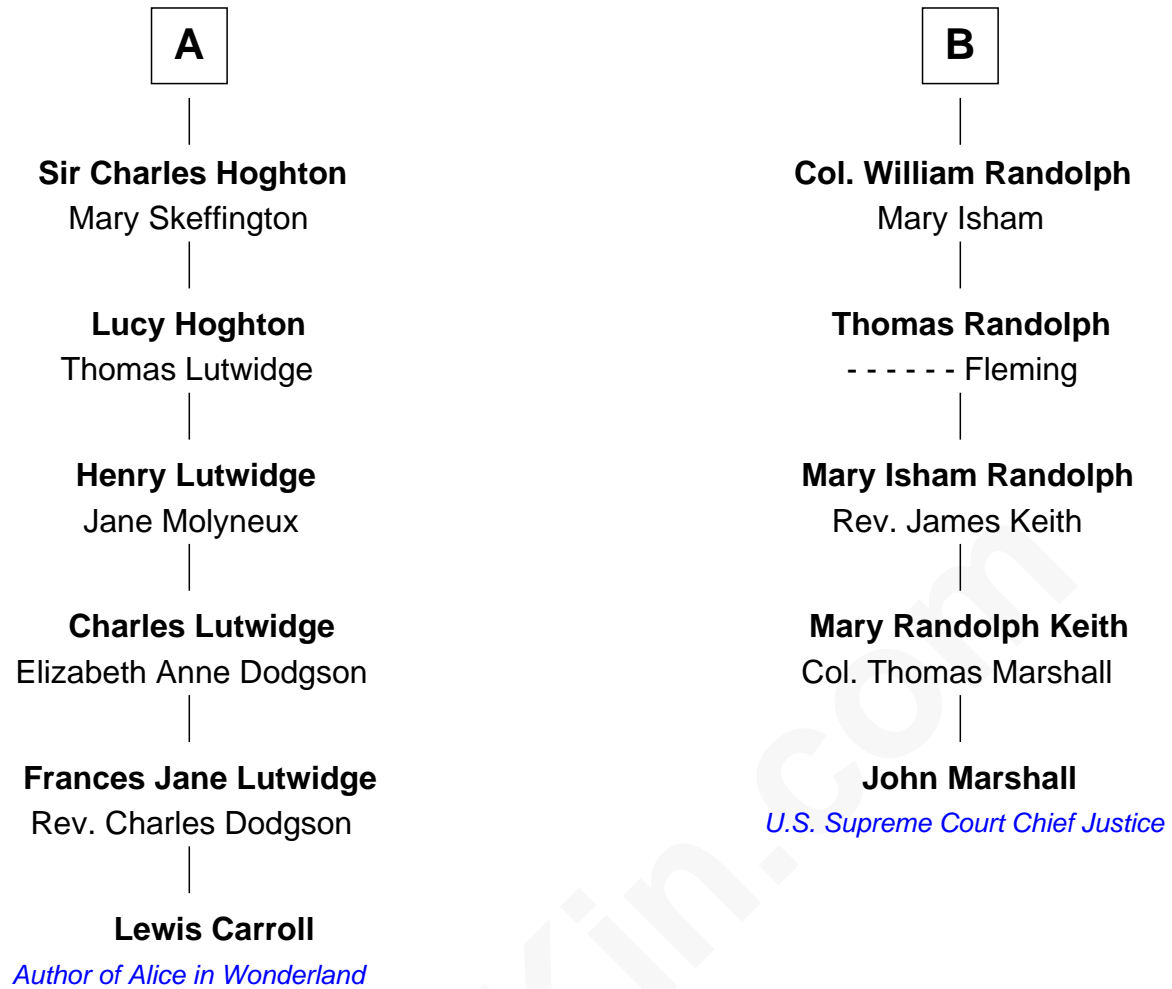 A
Sir Charles Hoghton
Mary Skeffington
Lucy Hoghton
Thomas Lutwidge
Henry Lutwidge
Jane Molyneux
Charles Lutwidge
Elizabeth Anne Dodgson
Frances Jane Lutwidge
Rev. Charles Dodgson
Lewis Carroll
Author of Alice in Wonderland
B
Col. William Randolph
Mary Isham
Thomas Randolph
- - - - - - Fleming
Mary Isham Randolph
Rev. James Keith
Mary Randolph Keith
Col. Thomas Marshall
John Marshall
U.S. Supreme Court Chief Justice